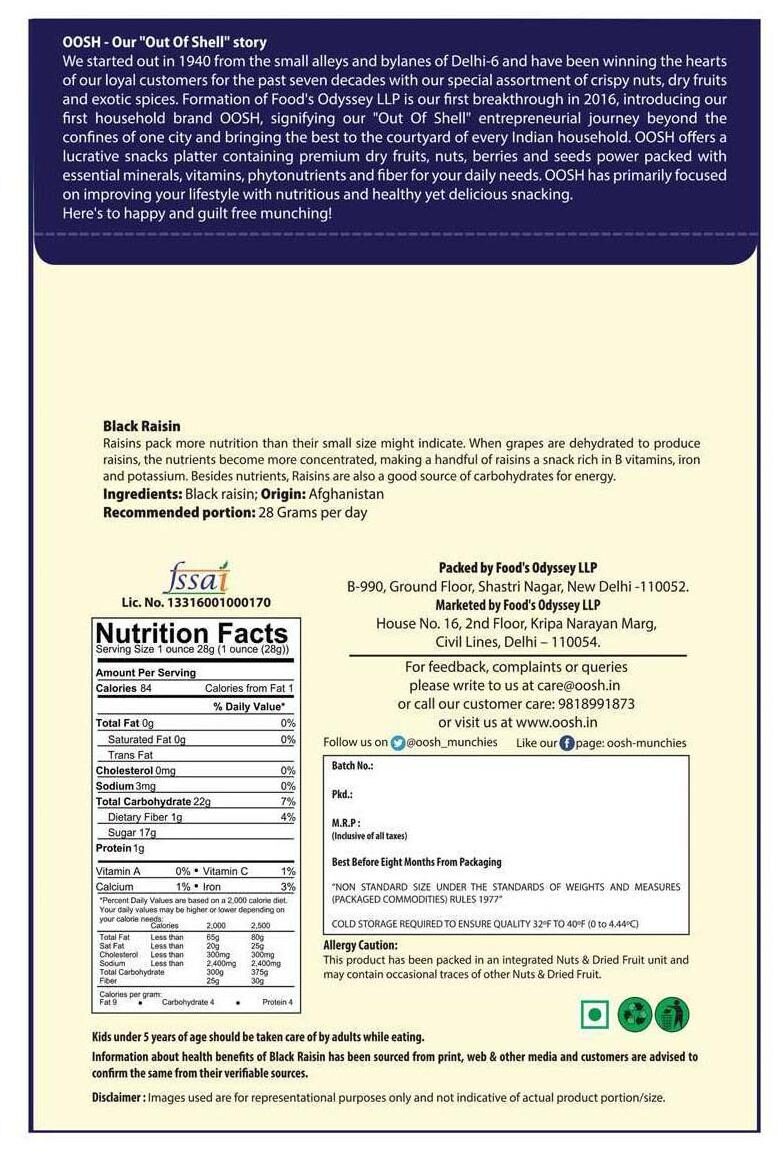 OOSH - Our "Out Of Shell" story
We started out in 1940 from the small alleys and bylanes of Delhi-6 and have been winning the hearts
of our loyal customers for the past seven decades with our special assortment of crispy nuts, dry fruits
and exotic spices. Formation of Food's Odyssey LLP is our first breakthrough in 2016, introducing our
first household brand OOSH, signifying our "Out Of Shell" entrepreneurial journey beyond the
confines of one city and bringing the best to the courtyard of every Indian household. OOSH offers a
lucrative snacks platter containing premium dry fruits, nuts, berries and seeds power packed with
essential minerals, vitamins, phytonutrients and fiber for your daily needs. OOSH has primarily focused
on improving your lifestyle with nutritious and healthy yet delicious snacking.
Here's to happy and guilt free munching!
Black Raisin
Raisins pack more nutrition than their small size might indicate. When grapes are dehydrated to produce
raisins, the nutrients become more concentrated, making a handful of raisins a snack rich in B vitamins, iron
and potassium. Besides nutrients, Raisins are also a good source of carbohydrates for energy.
Ingredients: Black raisin; Origin: Afghanistan
Recommended portion: 28 Grams per day
fssai
Lic. No. 13316001000170
Nutrition Facts
Serving Size 1 ounce 28g (1 ounce (28g))
Amount Per Serving
Calories 84 Calories from Fat 1
% Daily Value*
Total Fat 0g 0%
Saturated Fat 0g 0%
Trans Fat
Cholesterol 0mg 0%
Sodium 3mg 0%
Total Carbohydrate 22g 7%
Dietary Fiber 1g 4%
Sugar 17g
Protein 1g
Vitamin A 0% • Vitamin C 1%
Calcium 1% • Iron 3%
*Percent Daily Values are based on a 2,000 calorie diet.
Your daily values may be higher or lower depending on
your calorie needs:
Calories 2,000 2,500
Total Fat Less than 65g 80g
Sat Fat Less than 20g 25g
Cholesterol Less than 300mg 300mg
Sodium Less than 2,400mg 2,400mg
Total Carbohydrate 300g 375g
Fiber 25g 30g
Calories per gram:
Fat 9 • Carbohydrate 4 • Protein 4
Packed by Food's Odyssey LLP
B-990, Ground Floor, Shastri Nagar, New Delhi -110052.
Marketed by Food's Odyssey LLP
House No. 16, 2nd Floor, Kripa Narayan Marg,
Civil Lines, Delhi – 110054.
For feedback, complaints or queries
please write to us at care@oosh.in
or call our customer care: 9818991873
or visit us at www.oosh.in
Follow us on @oosh_munchies Like our f page: oosh-munchies
Batch No.:
Pkd.:
M.R.P :
(Inclusive of all taxes)
Best Before Eight Months From Packaging
"NON STANDARD SIZE UNDER THE STANDARDS OF WEIGHTS AND MEASURES
(PACKAGED COMMODITIES) RULES 1977"
COLD STORAGE REQUIRED TO ENSURE QUALITY 32ºF TO 40ºF (0 to 4.44ºC)
Allergy Caution:
This product has been packed in an integrated Nuts & Dried Fruit unit and
may contain occasional traces of other Nuts & Dried Fruit.
Kids under 5 years of age should be taken care of by adults while eating.
Information about health benefits of Black Raisin has been sourced from print, web & other media and customers are advised to
confirm the same from their verifiable sources.
Disclaimer : Images used are for representational purposes only and not indicative of actual product portion/size.